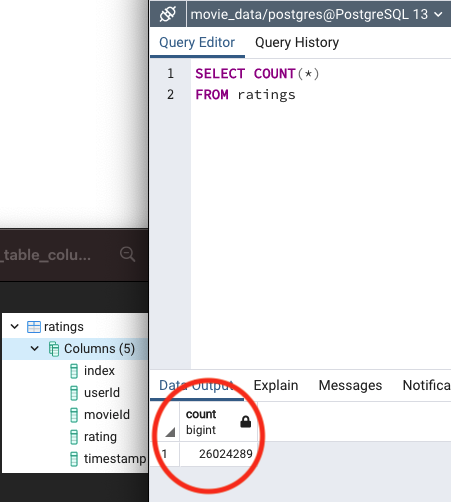 movie_data/postgres@PostgreSQL 13
Query Editor Query History
1 SELECT COUNT(*)
2 FROM ratings
_table_colu...
ratings
Columns (5)
index
userId
movieId
rating
timestamp
Data Output Explain Messages Notifica
count
bigint
1 26024289